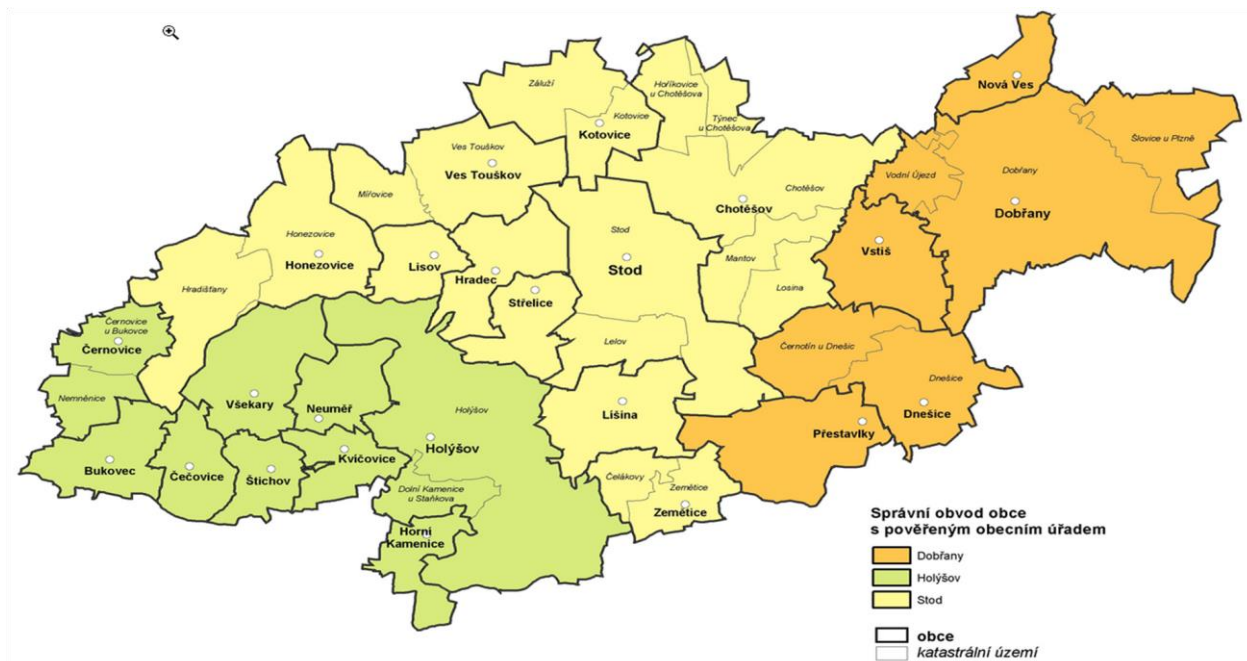 Nová Ves
Záluží
Hoříkovice
u Chotěšova
Kotovice
Kotovice
Týnec
u Chotěšova
Šlovice u Plzně
Ves Touškov
Ves Touškov
Vodní Újezd
Dobřany
Dobřany
Mířovice
Chotěšov
Chotěšov
Honezovice
Honezovice
Stod
Stod
Vstiš
Lisov
Hradec
Mantov
Losina
Hradišťany
Střelice
Černovice
u Bukovce
Černovice
Lelov
Černotín u Dnešic
Dnešice
Dnešice
Nemněnice
Všekary
Neuměř
Holýšov
Holýšov
Lišina
Přestavlky
Bukovec
Čečovice
Štichov
Kvíčovice
Dolní Kamenice
u Staňkova
Čelákovy
Zemětice
Zemětice
Horní
Kamenice
Správní obvod obce
s pověřeným obecním úřadem
Dobřany
Holýšov
Stod
obce
katastrální území